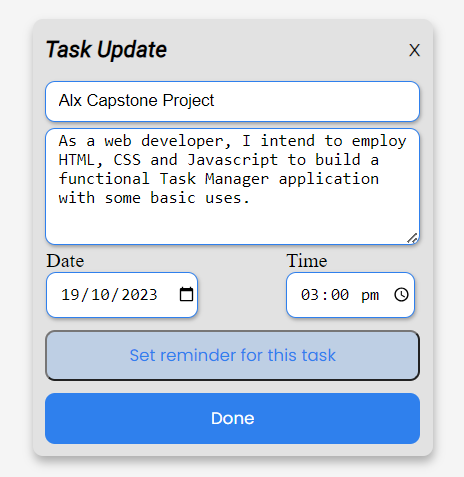 Task Update
X
Alx Capstone Project
As a web developer, I intend to employ
HTML, CSS and Javascript to build a
functional Task Manager application
with some basic uses.
Date
Time
19/10/2023
03:00 pm
Set reminder for this task
Done